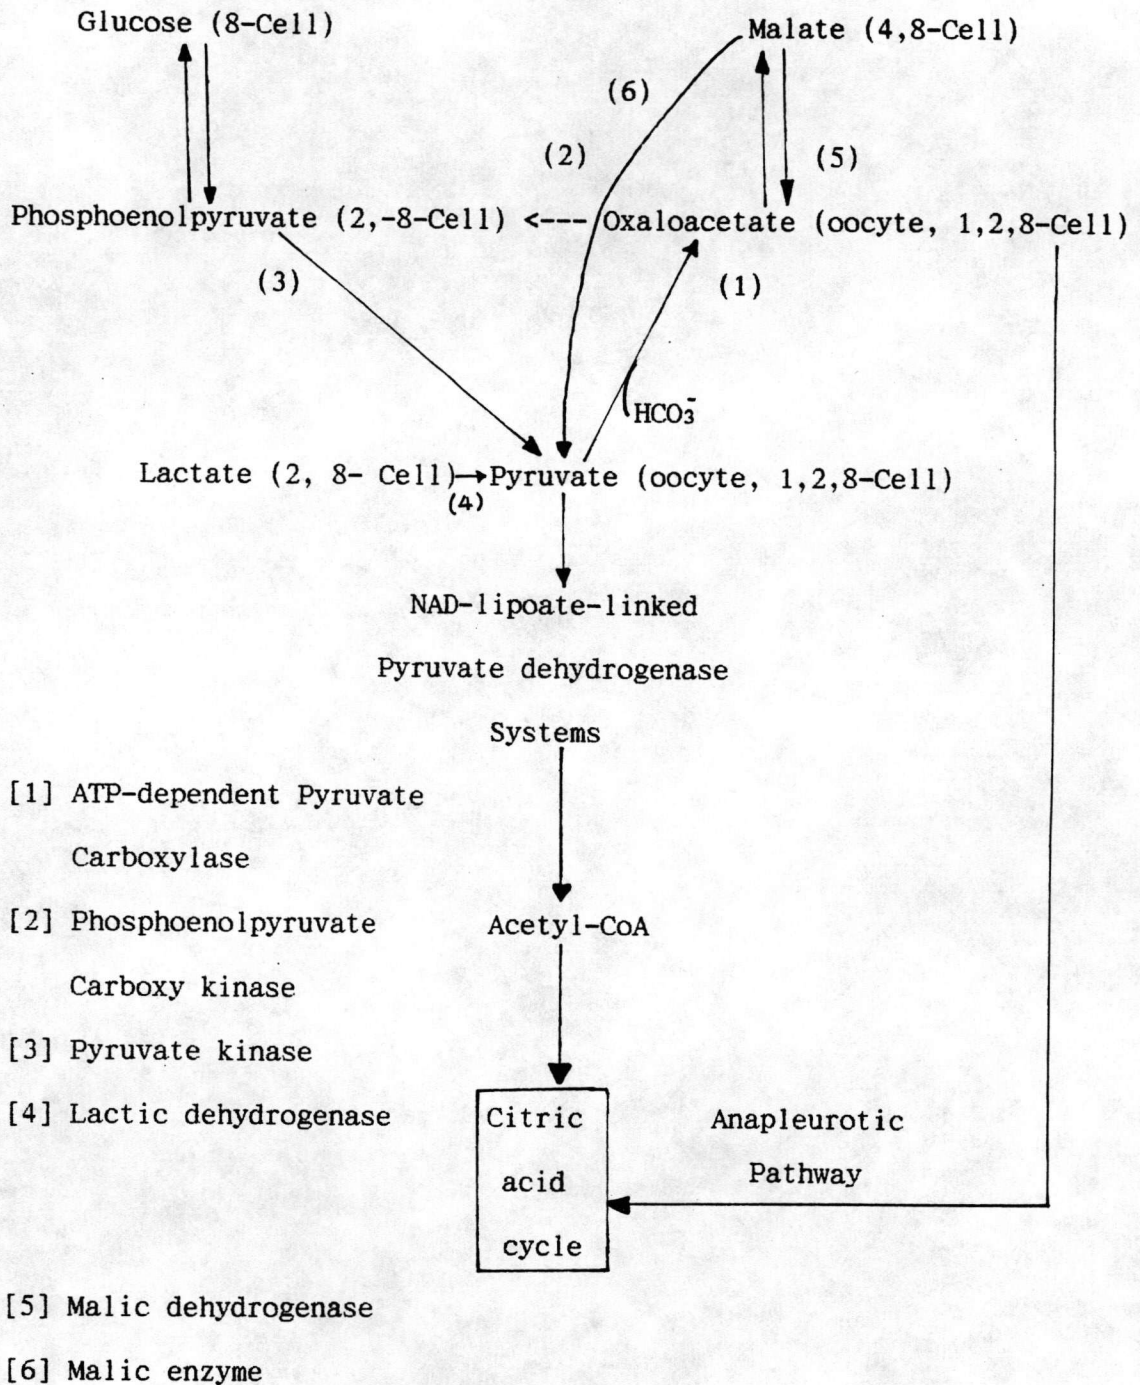 Glucose (8-Cell)
Malate (4,8-Cell)
(6)
(2)
(5)
Phosphoenolpyruvate (2,-8-Cell) <--- Oxaloacetate (oocyte, 1,2,8-Cell)
(3)
(1)
HCO3-
Lactate (2, 8- Cell)→Pyruvate (oocyte, 1,2,8-Cell)
(4)
NAD-lipoate-linked
Pyruvate dehydrogenase
Systems
[1] ATP-dependent Pyruvate
Carboxylase
[2] Phosphoenolpyruvate
Carboxy kinase
[3] Pyruvate kinase
[4] Lactic dehydrogenase
Acetyl-CoA
Citric
acid
cycle
Anapleurotic
Pathway
[5] Malic dehydrogenase
[6] Malic enzyme